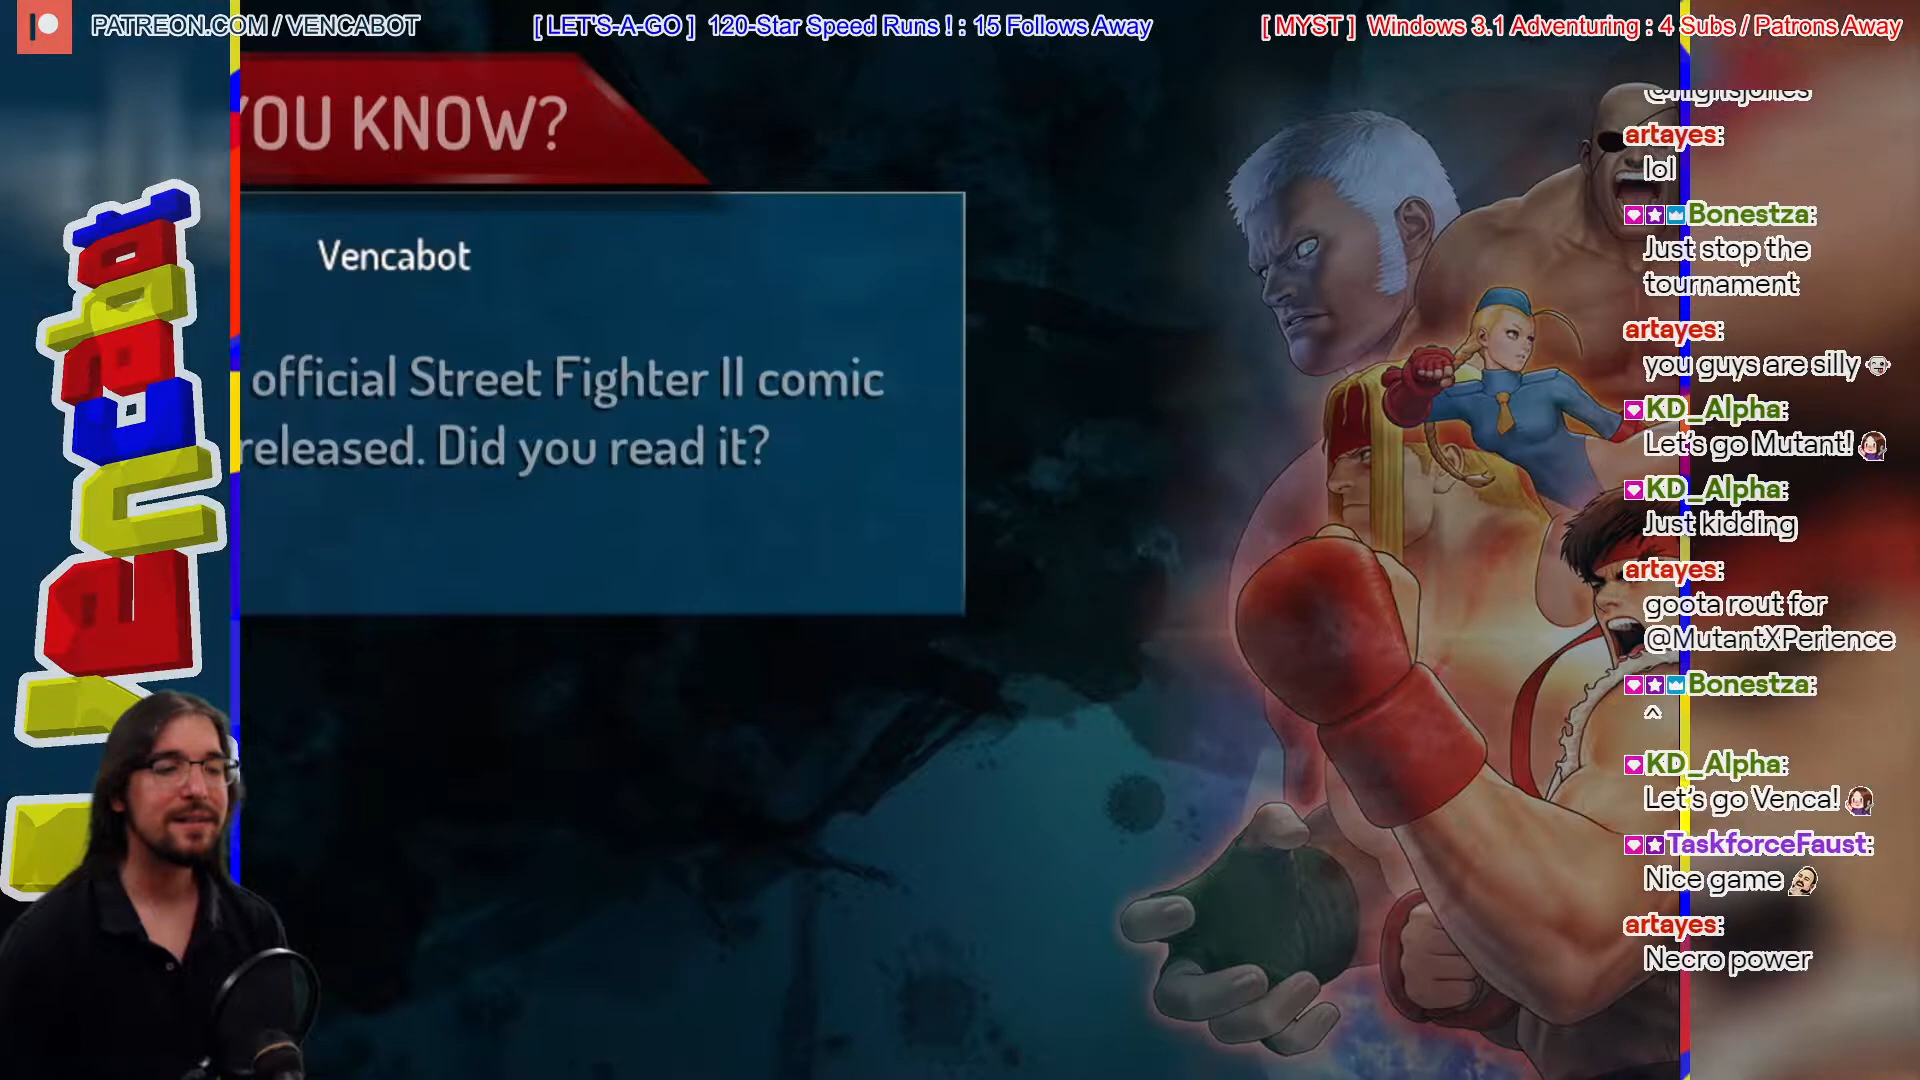 PATREON.COM / VENCABOT
[ LET'S-A-GO ] 120-Star Speed Runs ! : 15 Follows Away
[ MYST ] Windows 3.1 Adventuring : 4 Subs / Patrons Away
YOU KNOW?
Vencabot
official Street Fighter II comic
released. Did you read it?
Vencabot
artayes:
lol
Bonestza:
Just stop the
tournament
artayes:
you guys are silly
KD_Alpha:
Let's go Mutant!
KD_Alpha:
Just kidding
artayes:
goota rout for
@MutantXPerience
Bonestza:
^
KD_Alpha:
Let's go Venca!
TaskforceFaust:
Nice game
artayes:
Necro power